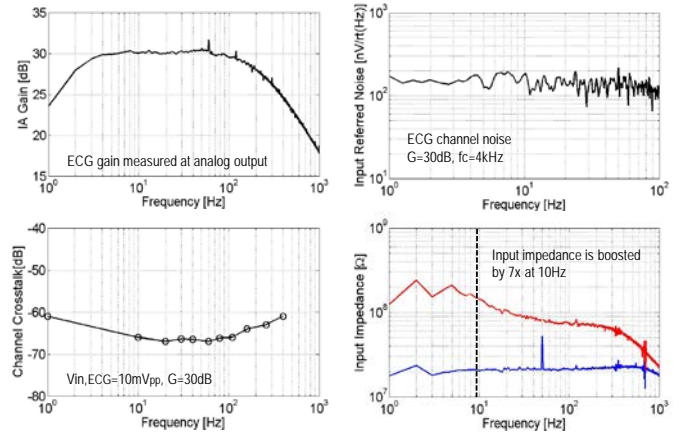 IA Gain [dB]
35
30
25
20
15
ECG gain measured at analog output
10^0
10^1
10^2
10^3
Frequency [Hz]
Input Referred Noise [nV/rt(Hz)]
10^3
10^2
10^1
ECG channel noise
G=30dB, fc=4kHz
10^0
10^1
10^2
Frequency [Hz]
Channel Crosstalk[dB]
-40
-50
-60
-70
-80
Vin,ECG=10mVpp, G=30dB
10^0
10^1
10^2
10^3
Frequency [Hz]
Input Impedance [Ω]
10^9
10^8
10^7
Input impedance is boosted
by 7x at 10Hz
10^0
10^1
10^2
10^3
Frequency [Hz]